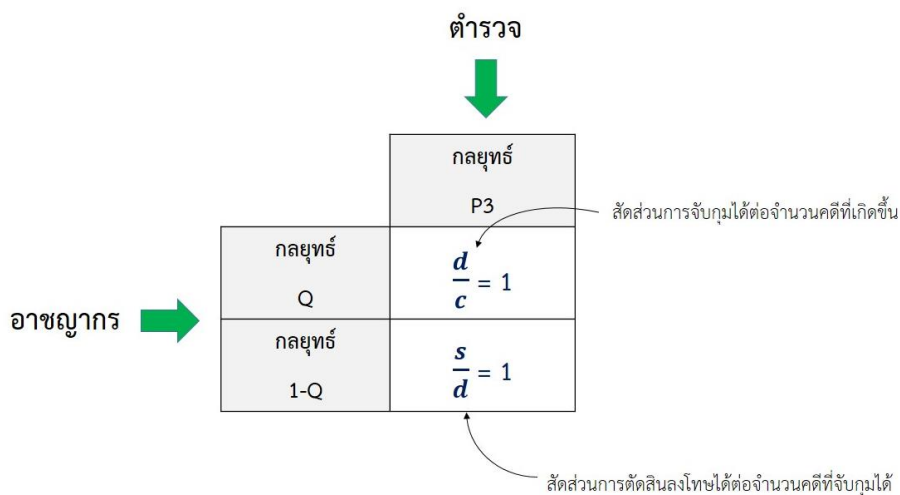 ตำรวจ
กลยุทธ์
P3
สัดส่วนการจับกุมได้ต่อจำนวนคดีที่เกิดขึ้น
กลยุทธ์
Q
d/c = 1
อาชญากร
กลยุทธ์
1-Q
s/d = 1
สัดส่วนการตัดสินลงโทษได้ต่อจำนวนคดีที่จับกุมได้